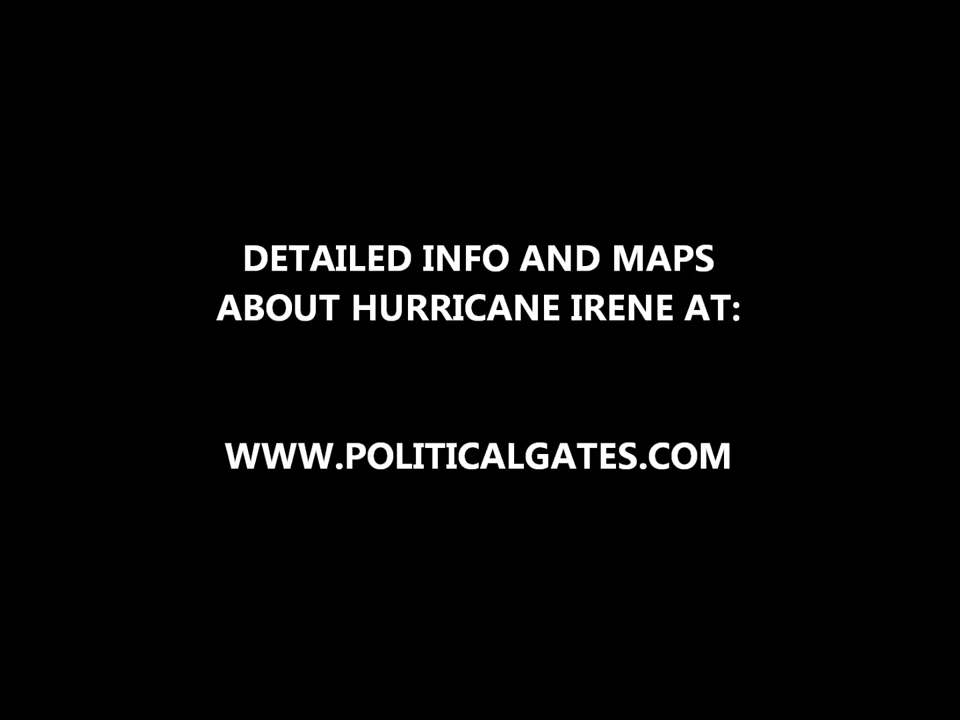 DETAILED INFO AND MAPS
ABOUT HURRICANE IRENE AT:
WWW.POLITICALGATES.COM